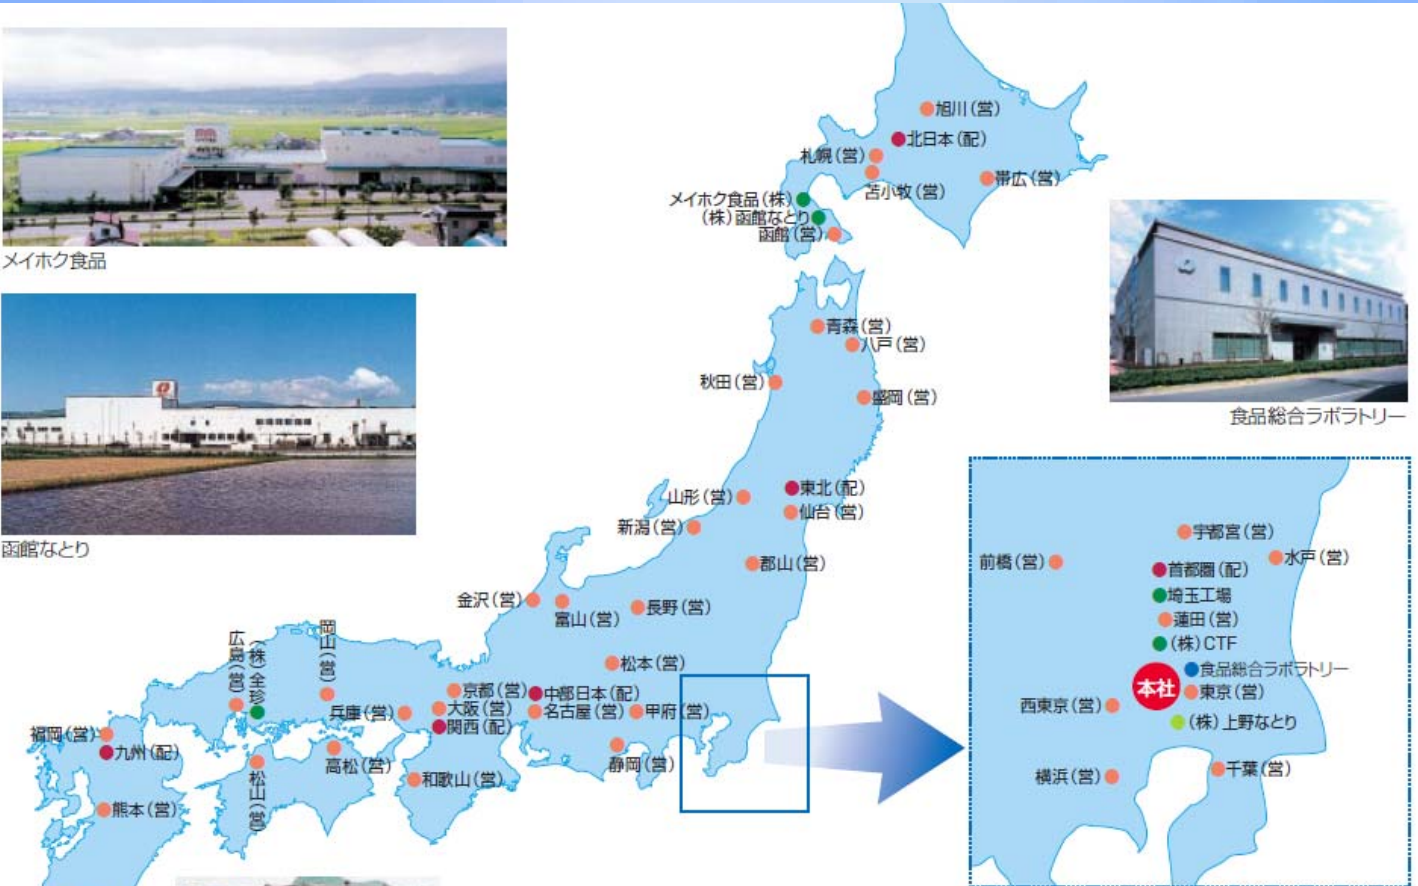 メイホク食品
函館なとり
旭川(営)
北日本(配)
札幌(営)
苫小牧(営)
帯広(営)
メイホク食品(株)
(株)函館なとり
函館(営)
食品総合ラボラトリー
青森(営)
八戸(営)
秋田(営)
盛岡(営)
東北(配)
山形(営)
仙台(営)
新潟(営)
郡山(営)
金沢(営)
富山(営)
長野(営)
松本(営)
岡山(営)
広島(営)
(株)全珍
京都(営)
中部日本(配)
兵庫(営)
大阪(営)
名古屋(営)
甲府(営)
関西(配)
福岡(営)
九州(配)
高松(営)
静岡(営)
松山(営)
和歌山(営)
熊本(営)
宇都宮(営)
前橋(営)
水戸(営)
首都圏(配)
埼玉工場
蓮田(営)
(株)CTF
食品総合ラボラトリー
本社
東京(営)
西東京(営)
(株)上野なとり
横浜(営)
千葉(営)